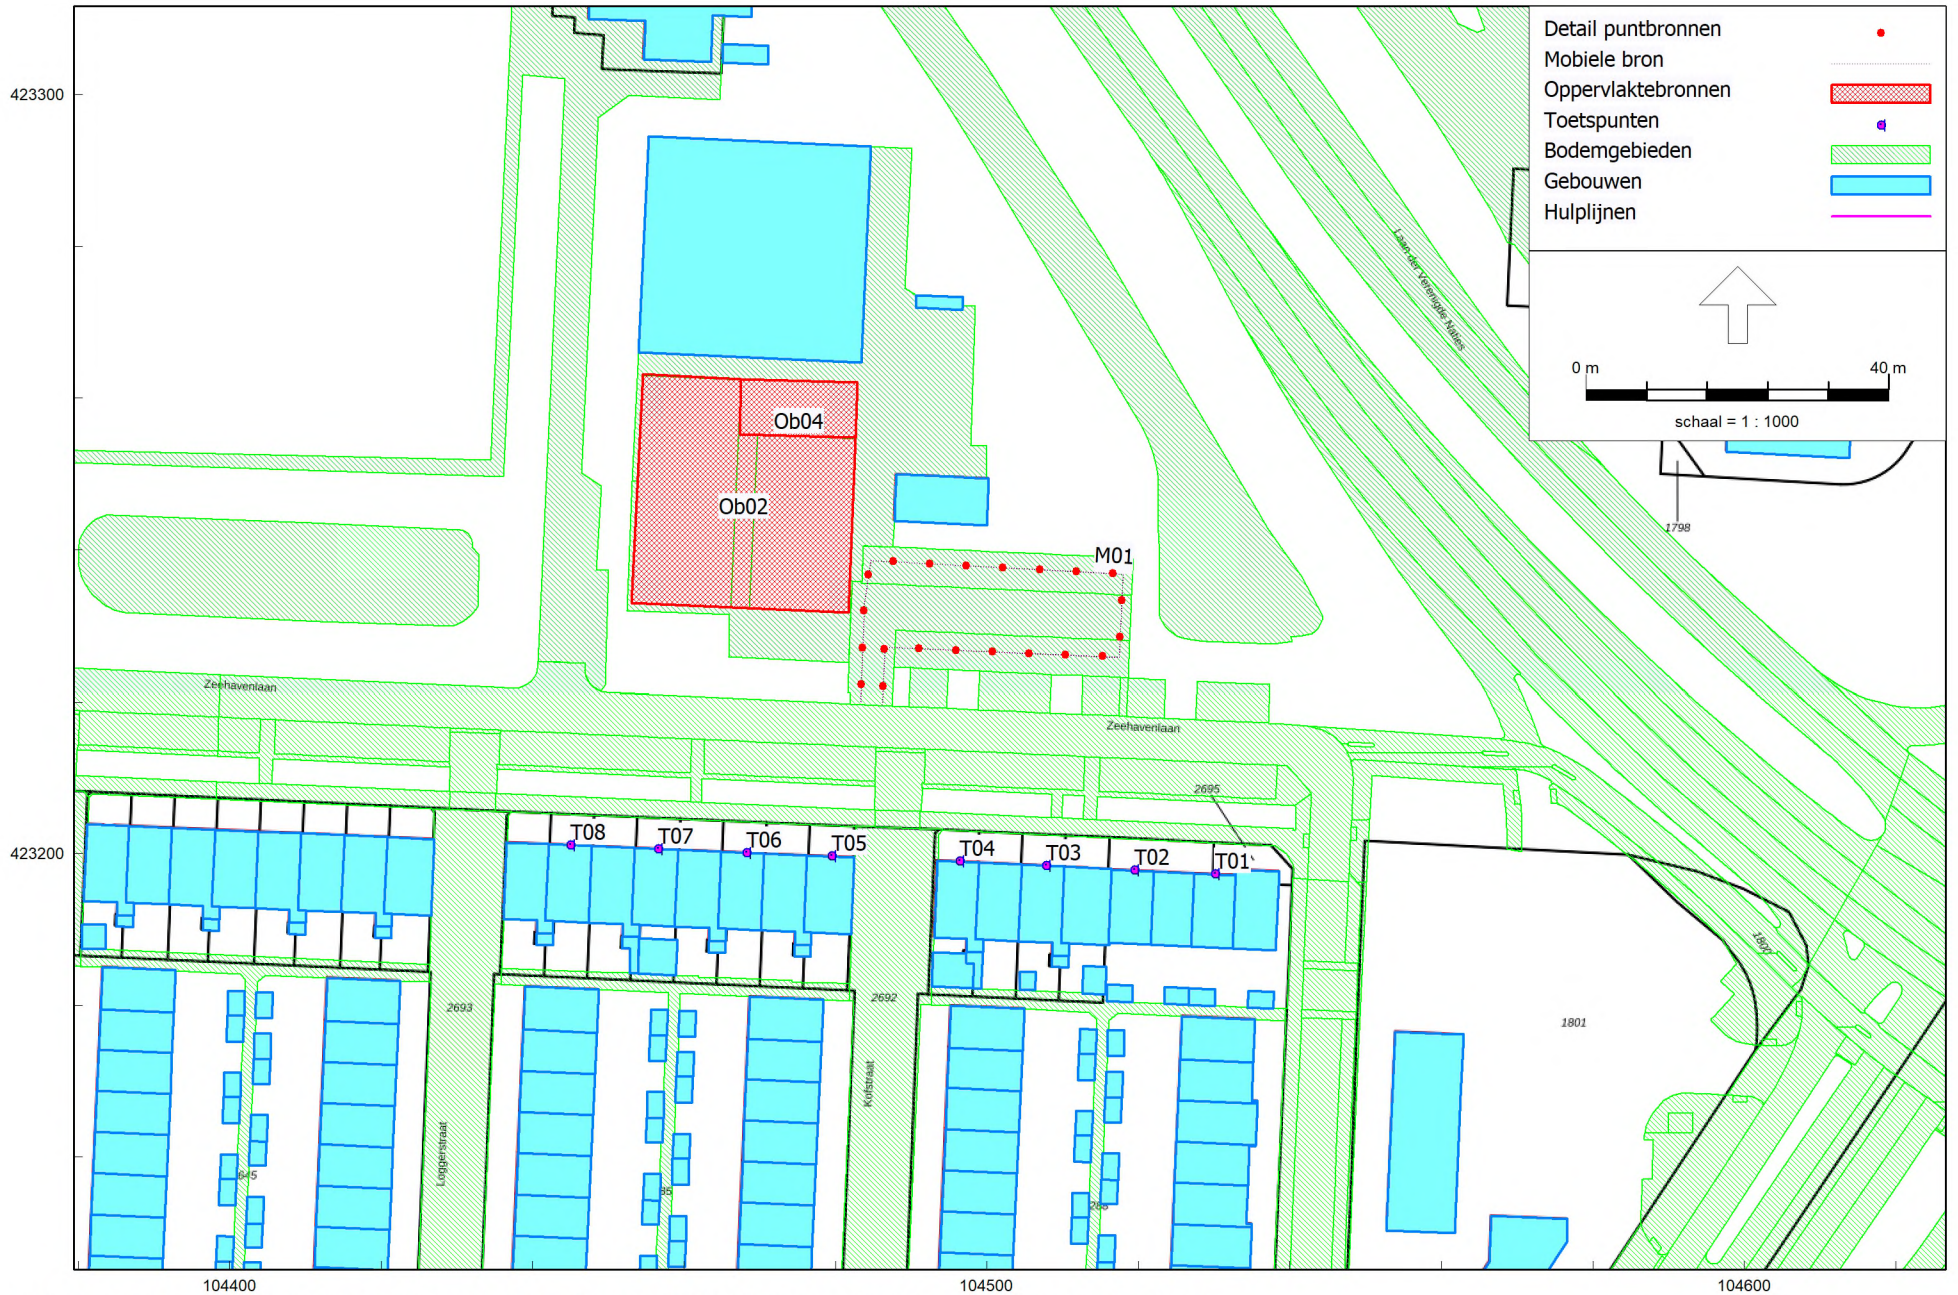 Detail puntbronnen
Mobiele bron
Oppervlaktebronnen
Toetspunten
Bodemgebieden
Gebouwen
Hulplijnen
0 m 40 m
schaal = 1 : 1000
423300
Laan der Verenigde Naties
Ob04
Ob02
1798
M01
Zeehavenlaan
Zeehavenlaan
2695
423200
T08
T07
T06
T05
T04
T03
T02
T01
1800
2693
2692
1801
Kofstraat
Loggerstraat
645
104400
104500
104600